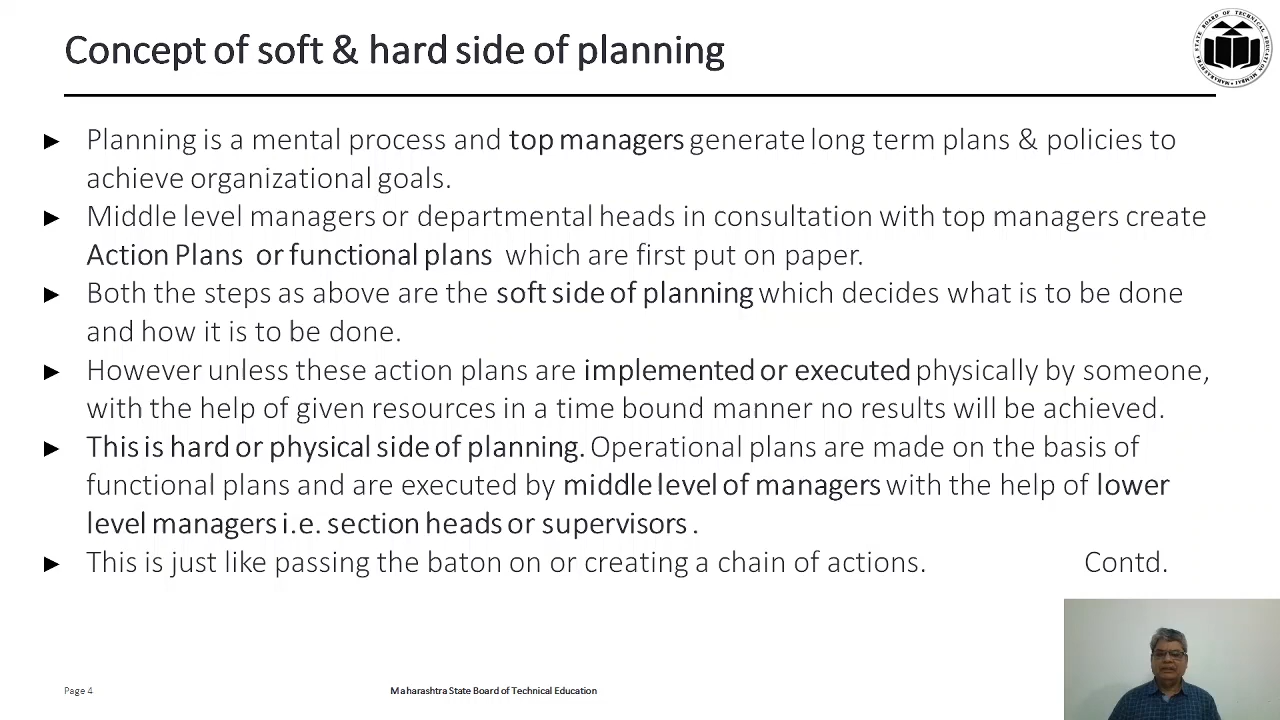 Concept of soft & hard side of planning
MAHARASHTRA STATE BOARD OF TECHNICAL EDUCATION MUMBAI
► Planning is a mental process and top managers generate long term plans & policies to
achieve organizational goals.
► Middle level managers or departmental heads in consultation with top managers create
Action Plans or functional plans which are first put on paper.
► Both the steps as above are the soft side of planning which decides what is to be done
and how it is to be done.
► However unless these action plans are implemented or executed physically by someone,
with the help of given resources in a time bound manner no results will be achieved.
► This is hard or physical side of planning. Operational plans are made on the basis of
functional plans and are executed by middle level of managers with the help of lower
level managers i.e. section heads or supervisors .
► This is just like passing the baton on or creating a chain of actions. Contd.
Page 4 Maharashtra State Board of Technical Education